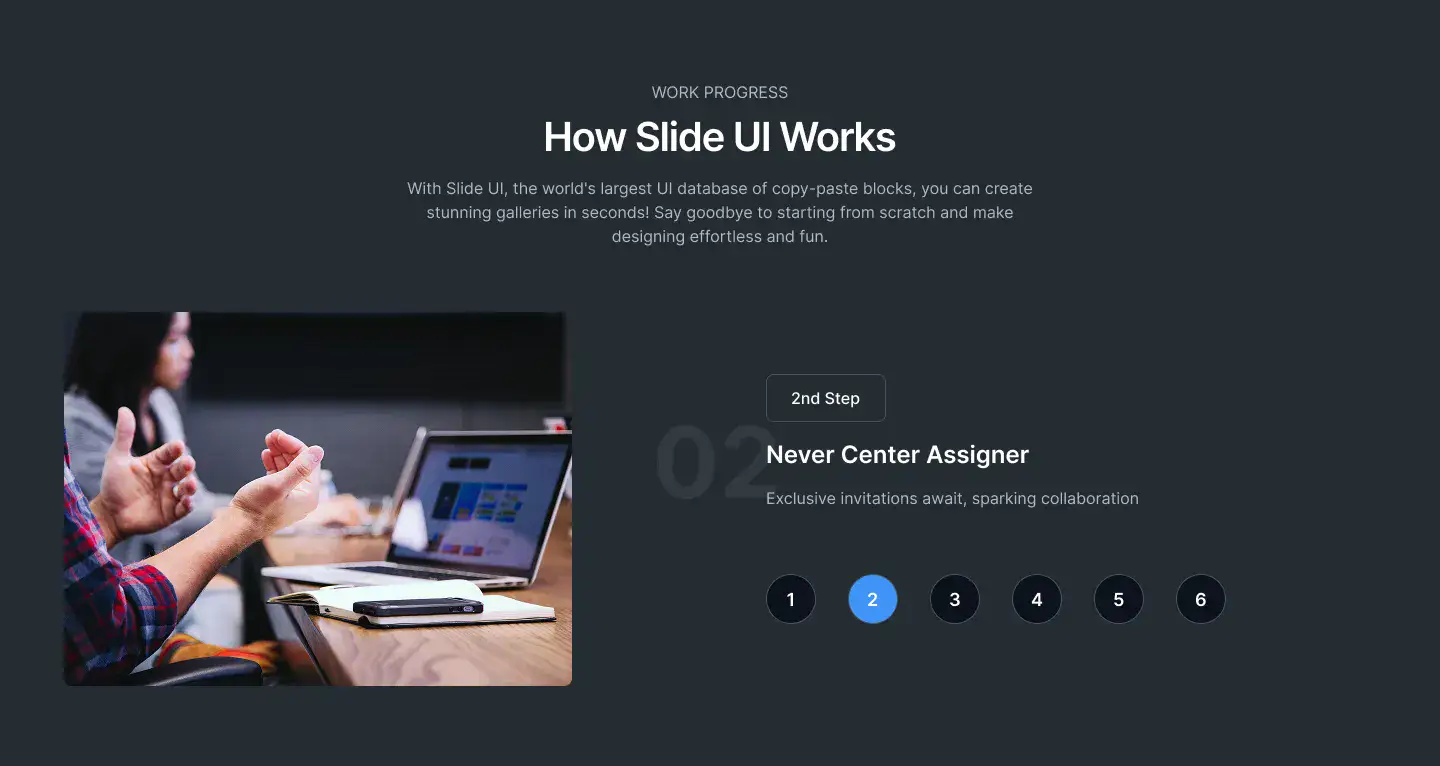 WORK PROGRESS
How Slide UI Works
With Slide UI, the world's largest UI database of copy-paste blocks, you can create
stunning galleries in seconds! Say goodbye to starting from scratch and make
designing effortless and fun.
2nd Step
02
Never Center Assigner
Exclusive invitations await, sparking collaboration
1 2 3 4 5 6